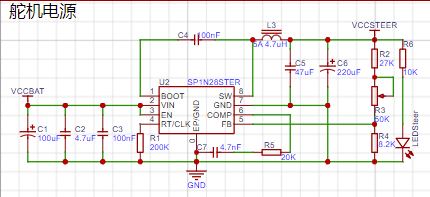 舵机电源
VCCSTEER
C4 100nF
L3
5A 4.7uH
R2
27K
R6
10K
C5
47uF
C6
220uF
U2
SP1N28STER
VCCBAT
1 BOOT SW 8
2 VIN GND 7
3 EN COMP 6
4 RT/CLK FB 5
EP/GND
0
R3
50K
C1
100uF
C2
4.7uF
C3
100nF
R1
200K
C7 4.7nF
R5
20K
R4
8.2K
LEDSteer
GND